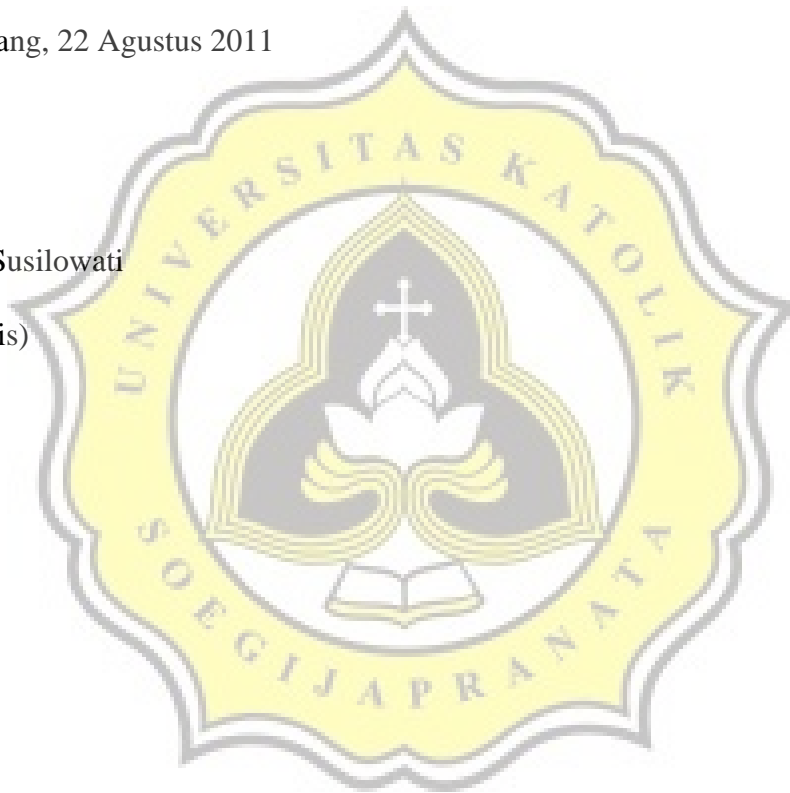 ang, 22 Agustus 2011
UNIVERSITAS KATOLIK
Susilowati
is)
SOEGIJAPRANATA